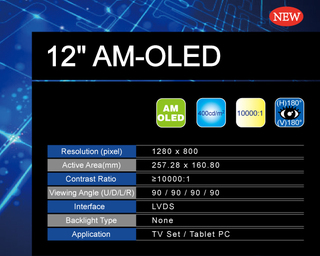 NEW
12" AM-OLED
AM
OLED
400cd/m²
10000:1
(H)180°
(V)180°
Resolution (pixel) 1280 x 800
Active Area(mm) 257.28 x 160.80
Contrast Ratio ≥10000:1
Viewing Angle (U/D/L/R) 90 / 90 / 90 / 90
Interface LVDS
Backlight Type None
Application TV Set / Tablet PC